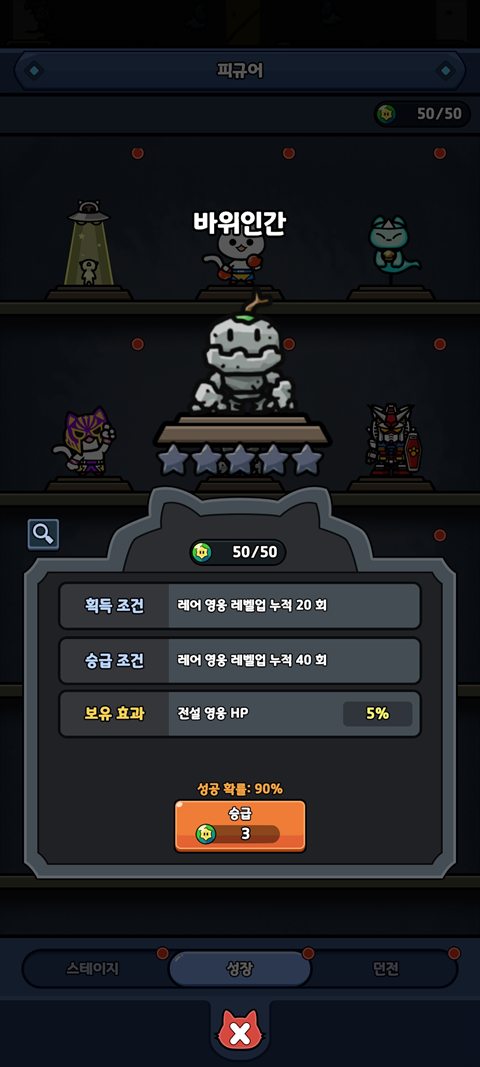 피규어
50/50
바위인간
50/50
획득 조건
레어 영웅 레벨업 누적 20 회
승급 조건
레어 영웅 레벨업 누적 40 회
보유 효과
전설 영웅 HP
5%
성공 확률: 90%
승급
3
스테이지
성장
던전